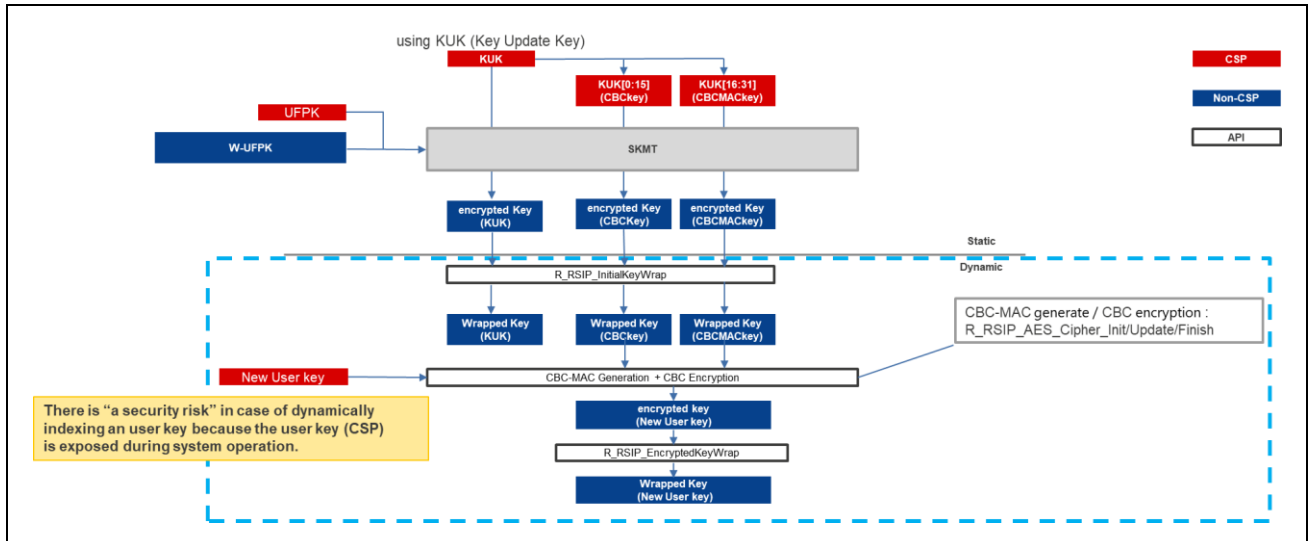 using KUK (Key Update Key)
KUK
CSP
KUK[0:15]
(CBCkey)
KUK[16:31]
(CBCMACkey)
Non-CSP
UFPK
API
W-UFPK
SKMT
encrypted Key
(KUK)
encrypted Key
(CBCKey)
encrypted Key
(CBCMACkey)
Static
Dynamic
R_RSIP_InitialKeyWrap
Wrapped Key
(KUK)
Wrapped Key
(CBCkey)
Wrapped Key
(CBCMACkey)
CBC-MAC generate / CBC encryption :
R_RSIP_AES_Cipher_Init/Update/Finish
New User key
CBC-MAC Generation + CBC Encryption
There is “a security risk” in case of dynamically
indexing an user key because the user key (CSP)
is exposed during system operation.
encrypted key
(New User key)
R_RSIP_EncryptedKeyWrap
Wrapped Key
(New User key)